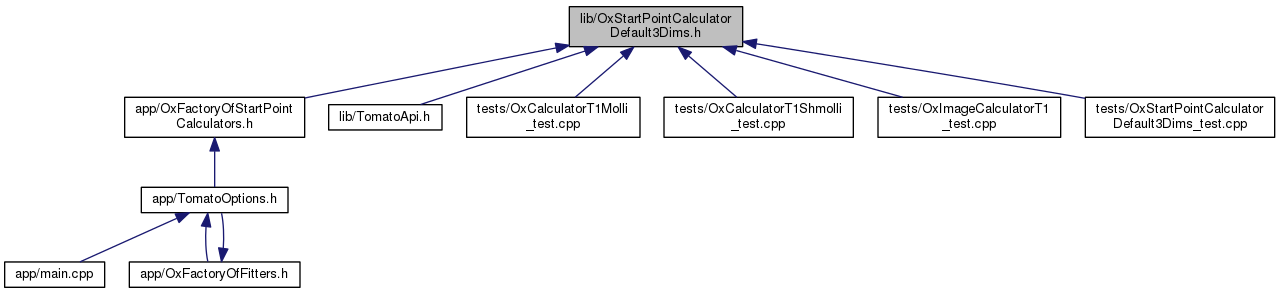 lib/OxStartPointCalculator
Default3Dims.h
app/OxFactoryOfStartPoint
Calculators.h
lib/TomatoApi.h
tests/OxCalculatorT1Molli
_test.cpp
tests/OxCalculatorT1Shmolli
_test.cpp
tests/OxImageCalculatorT1
_test.cpp
tests/OxStartPointCalculator
Default3Dims_test.cpp
app/TomatoOptions.h
app/main.cpp
app/OxFactoryOfFitters.h